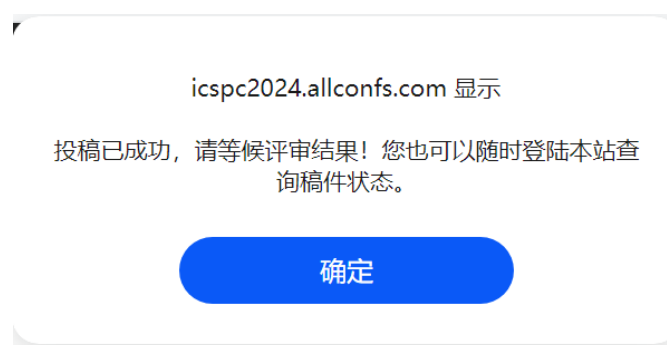 icspc2024.allconfs.com 显示
投稿已成功，请等候评审结果！您也可以随时登陆本站查
询稿件状态。
确定